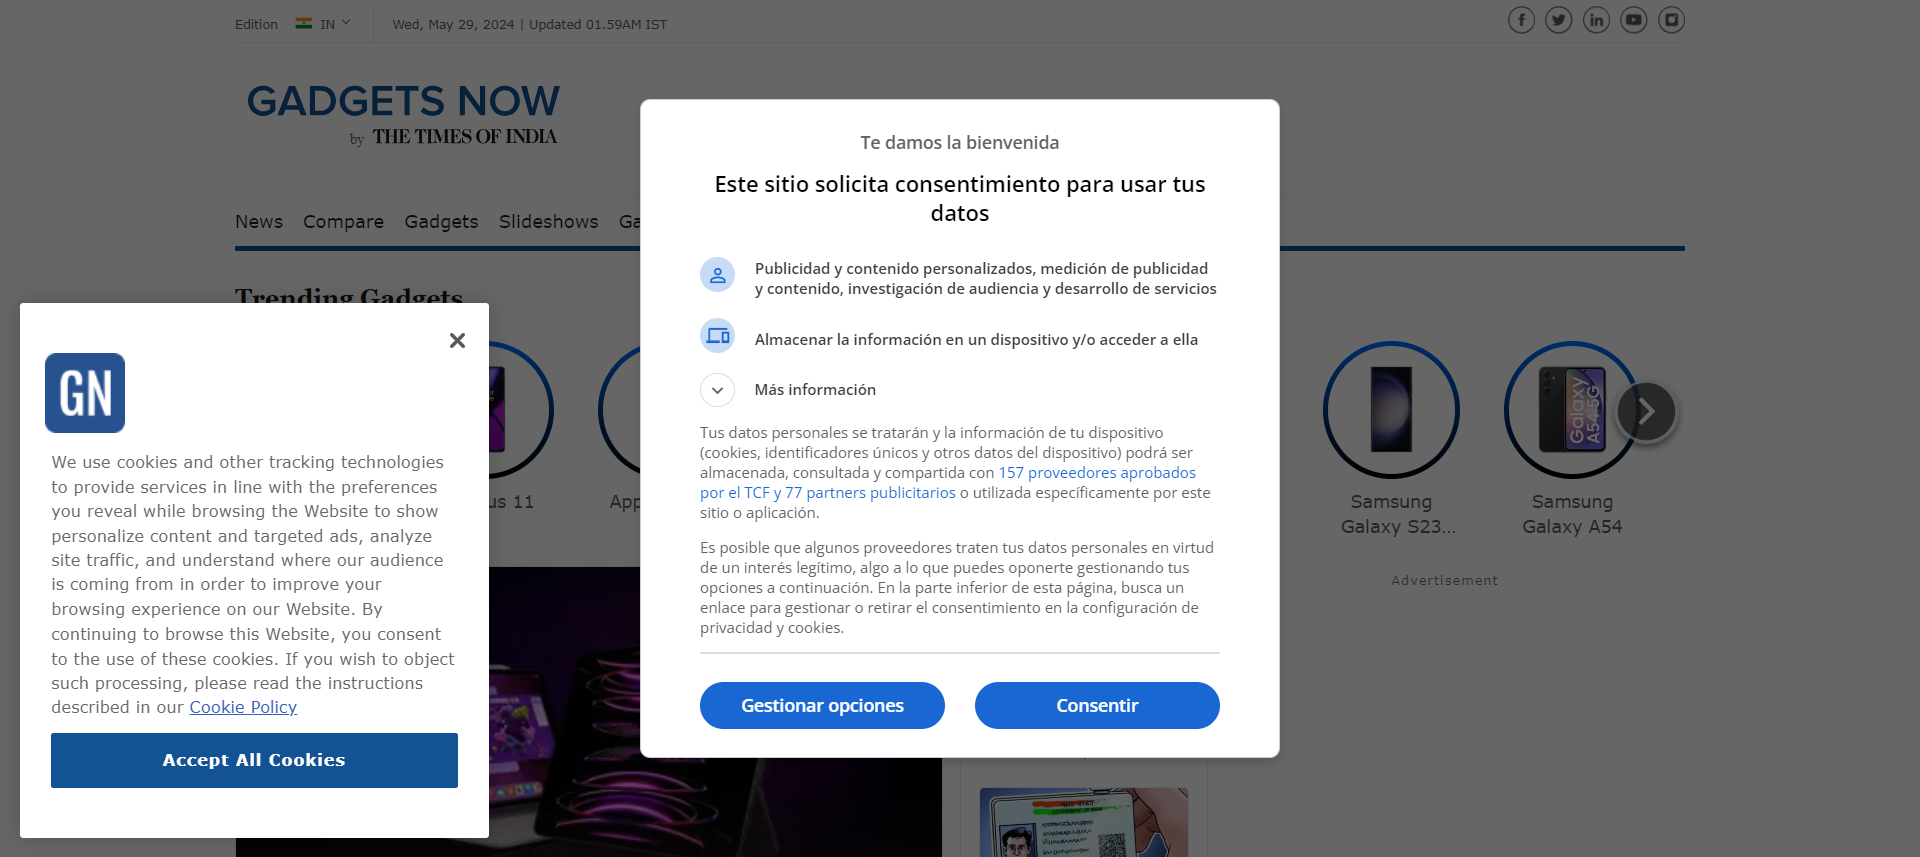 Edition IN Wed, May 29, 2024 | Updated 01.59AM IST
GADGETS NOW
by THE TIMES OF INDIA
News Compare Gadgets Slideshows Ga
Trending Gadgets
GN
We use cookies and other tracking technologies
to provide services in line with the preferences
you reveal while browsing the Website to show
personalize content and targeted ads, analyze
site traffic, and understand where our audience
is coming from in order to improve your
browsing experience on our Website. By
continuing to browse this Website, you consent
to the use of these cookies. If you wish to object
such processing, please read the instructions
described in our Cookie Policy
Accept All Cookies
us 11
App
Te damos la bienvenida
Este sitio solicita consentimiento para usar tus
datos
Publicidad y contenido personalizados, medición de publicidad
y contenido, investigación de audiencia y desarrollo de servicios
Almacenar la información en un dispositivo y/o acceder a ella
Más información
Tus datos personales se tratarán y la información de tu dispositivo
(cookies, identificadores únicos y otros datos del dispositivo) podrá ser
almacenada, consultada y compartida con 157 proveedores aprobados
por el TCF y 77 partners publicitarios o utilizada específicamente por este
sitio o aplicación.
Es posible que algunos proveedores traten tus datos personales en virtud
de un interés legítimo, algo a lo que puedes oponerte gestionando tus
opciones a continuación. En la parte inferior de esta página, busca un
enlace para gestionar o retirar el consentimiento en la configuración de
privacidad y cookies.
Gestionar opciones
Consentir
Galaxy
A54 5G
Samsung
Galaxy S23...
Samsung
Galaxy A54
Advertisement